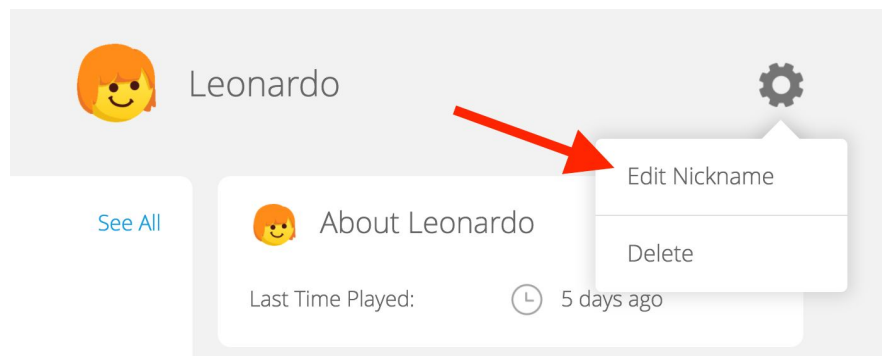 Leonardo
Edit Nickname
See All
About Leonardo
Delete
Last Time Played:
5 days ago